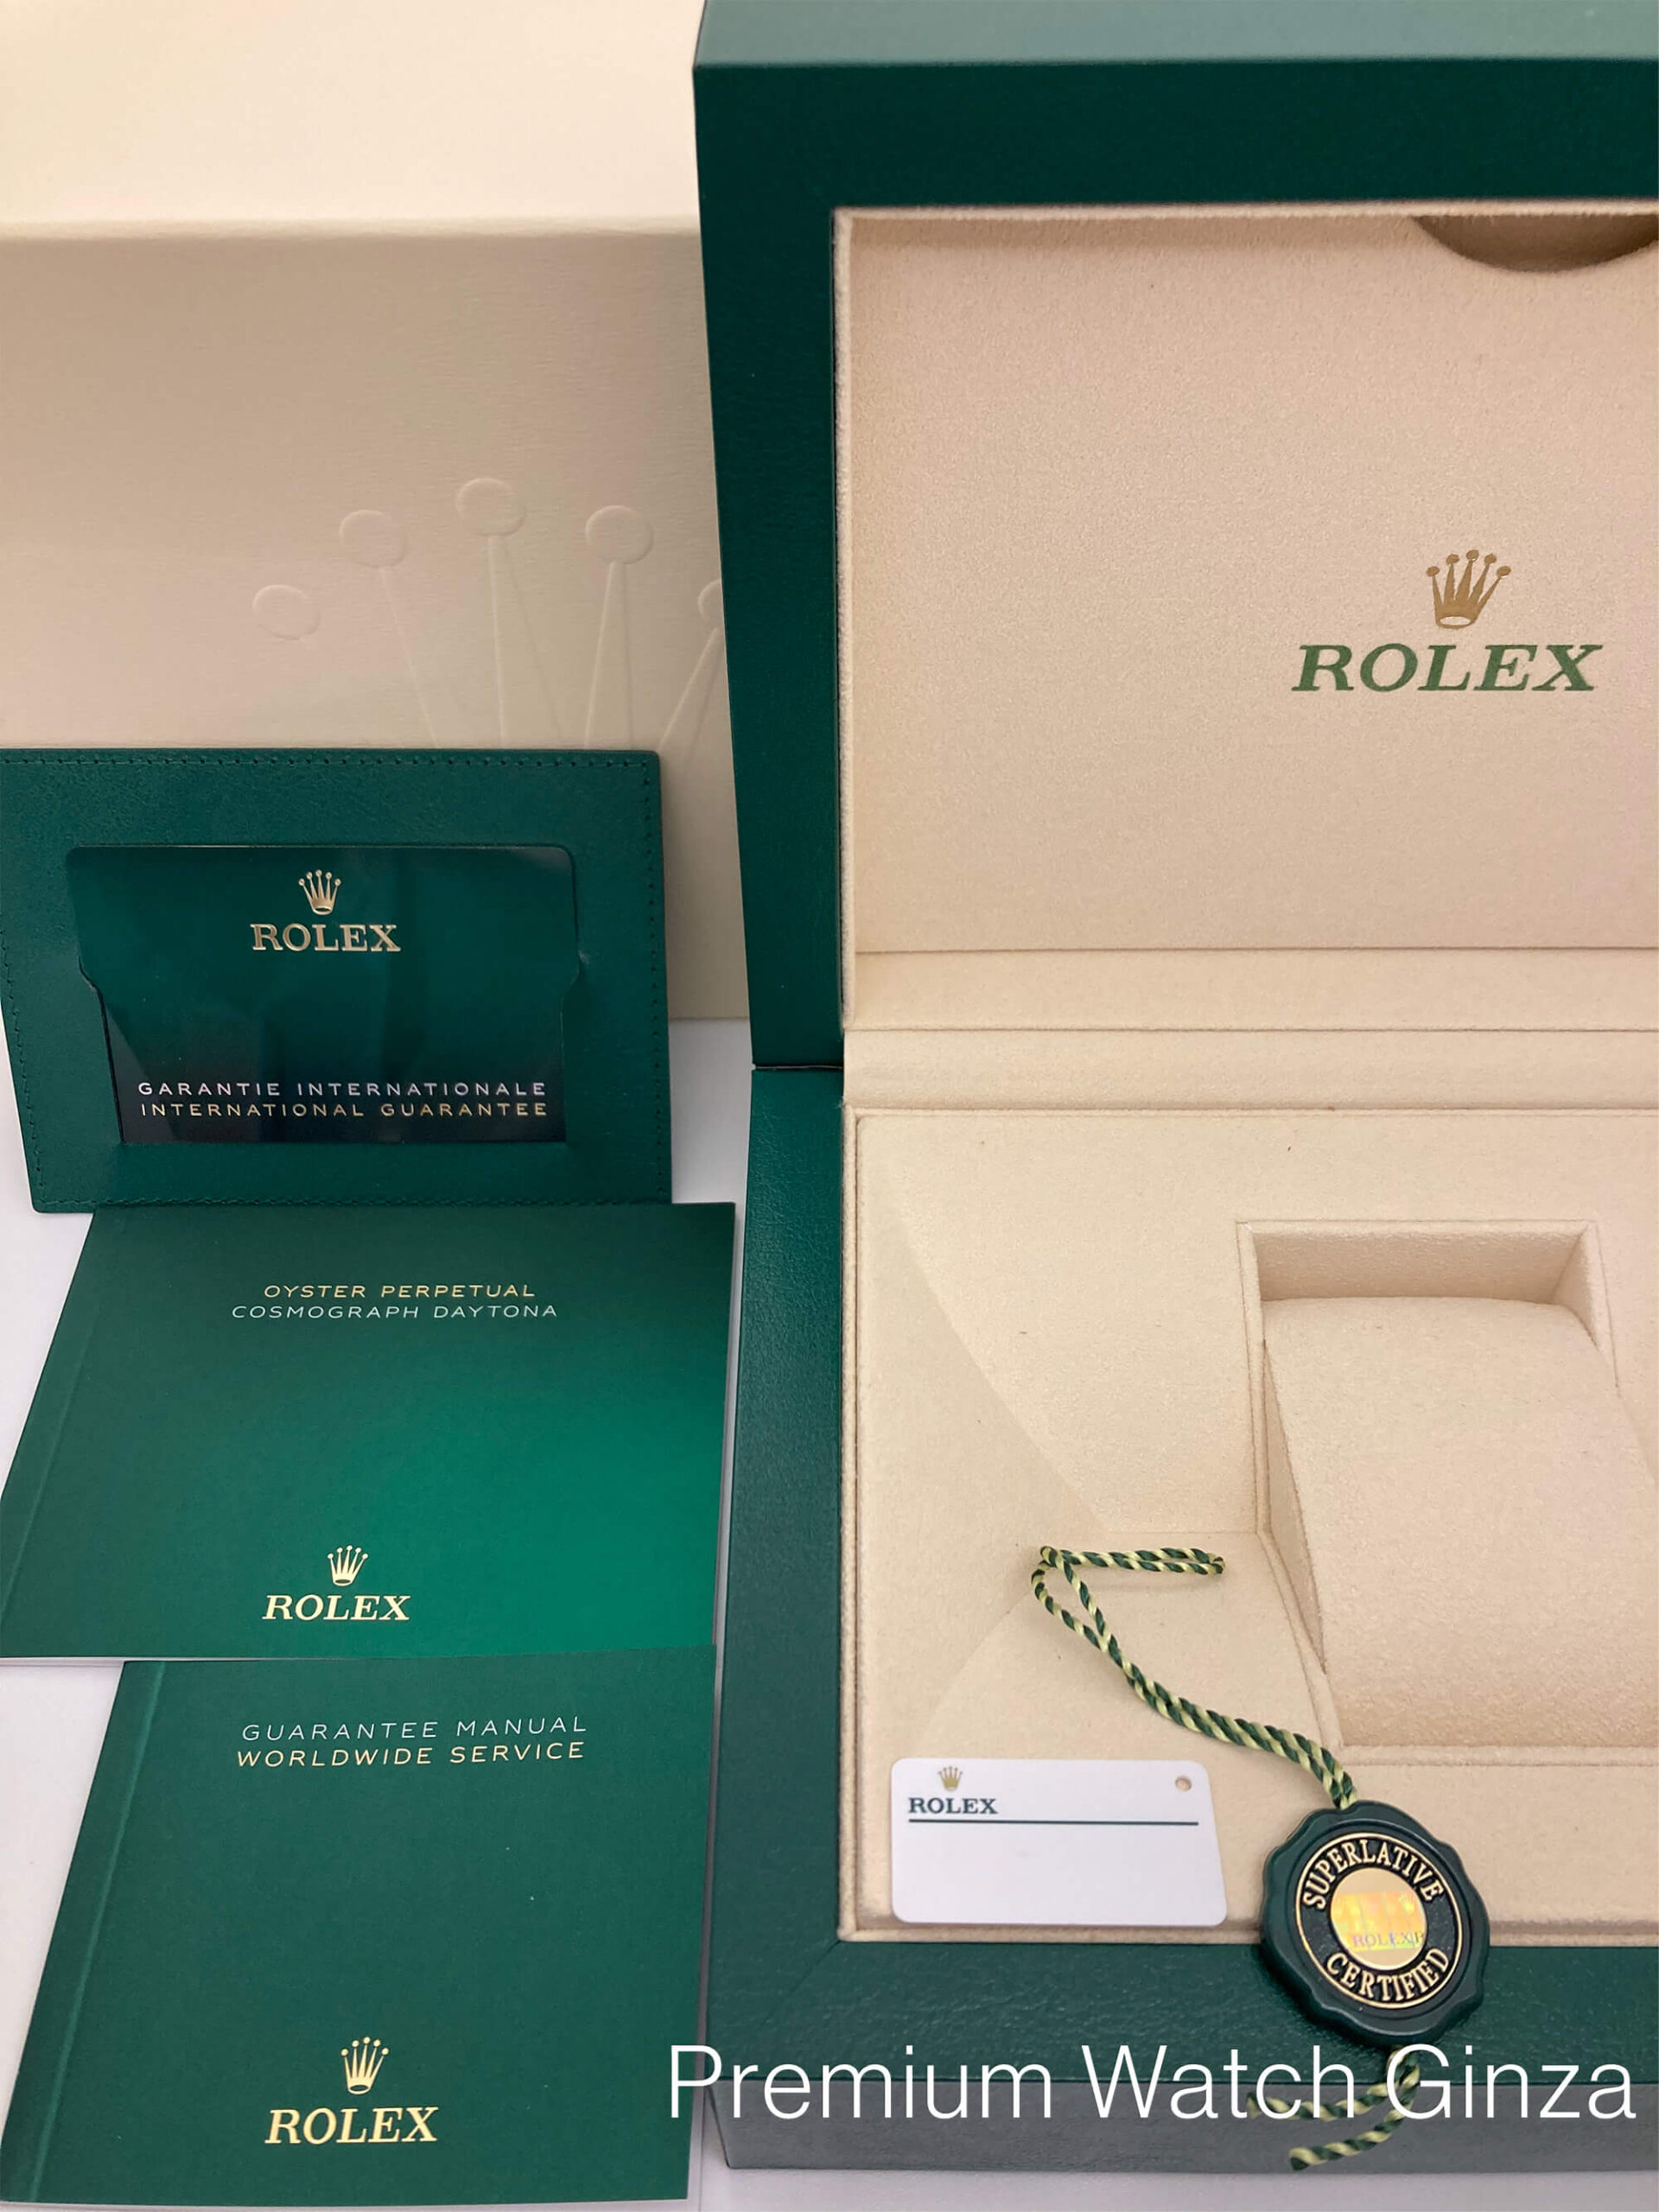 ROLEX
ROLEX
GARANTIE INTERNATIONALE
INTERNATIONAL GUARANTEE
OYSTER PERPETUAL
COSMOGRAPH DAYTONA
ROLEX
GUARANTEE MANUAL
WORLDWIDE SERVICE
ROLEX
ROLEX
SUPERLATIVE
ROLEX
CERTIFIED
Premium Watch Ginza